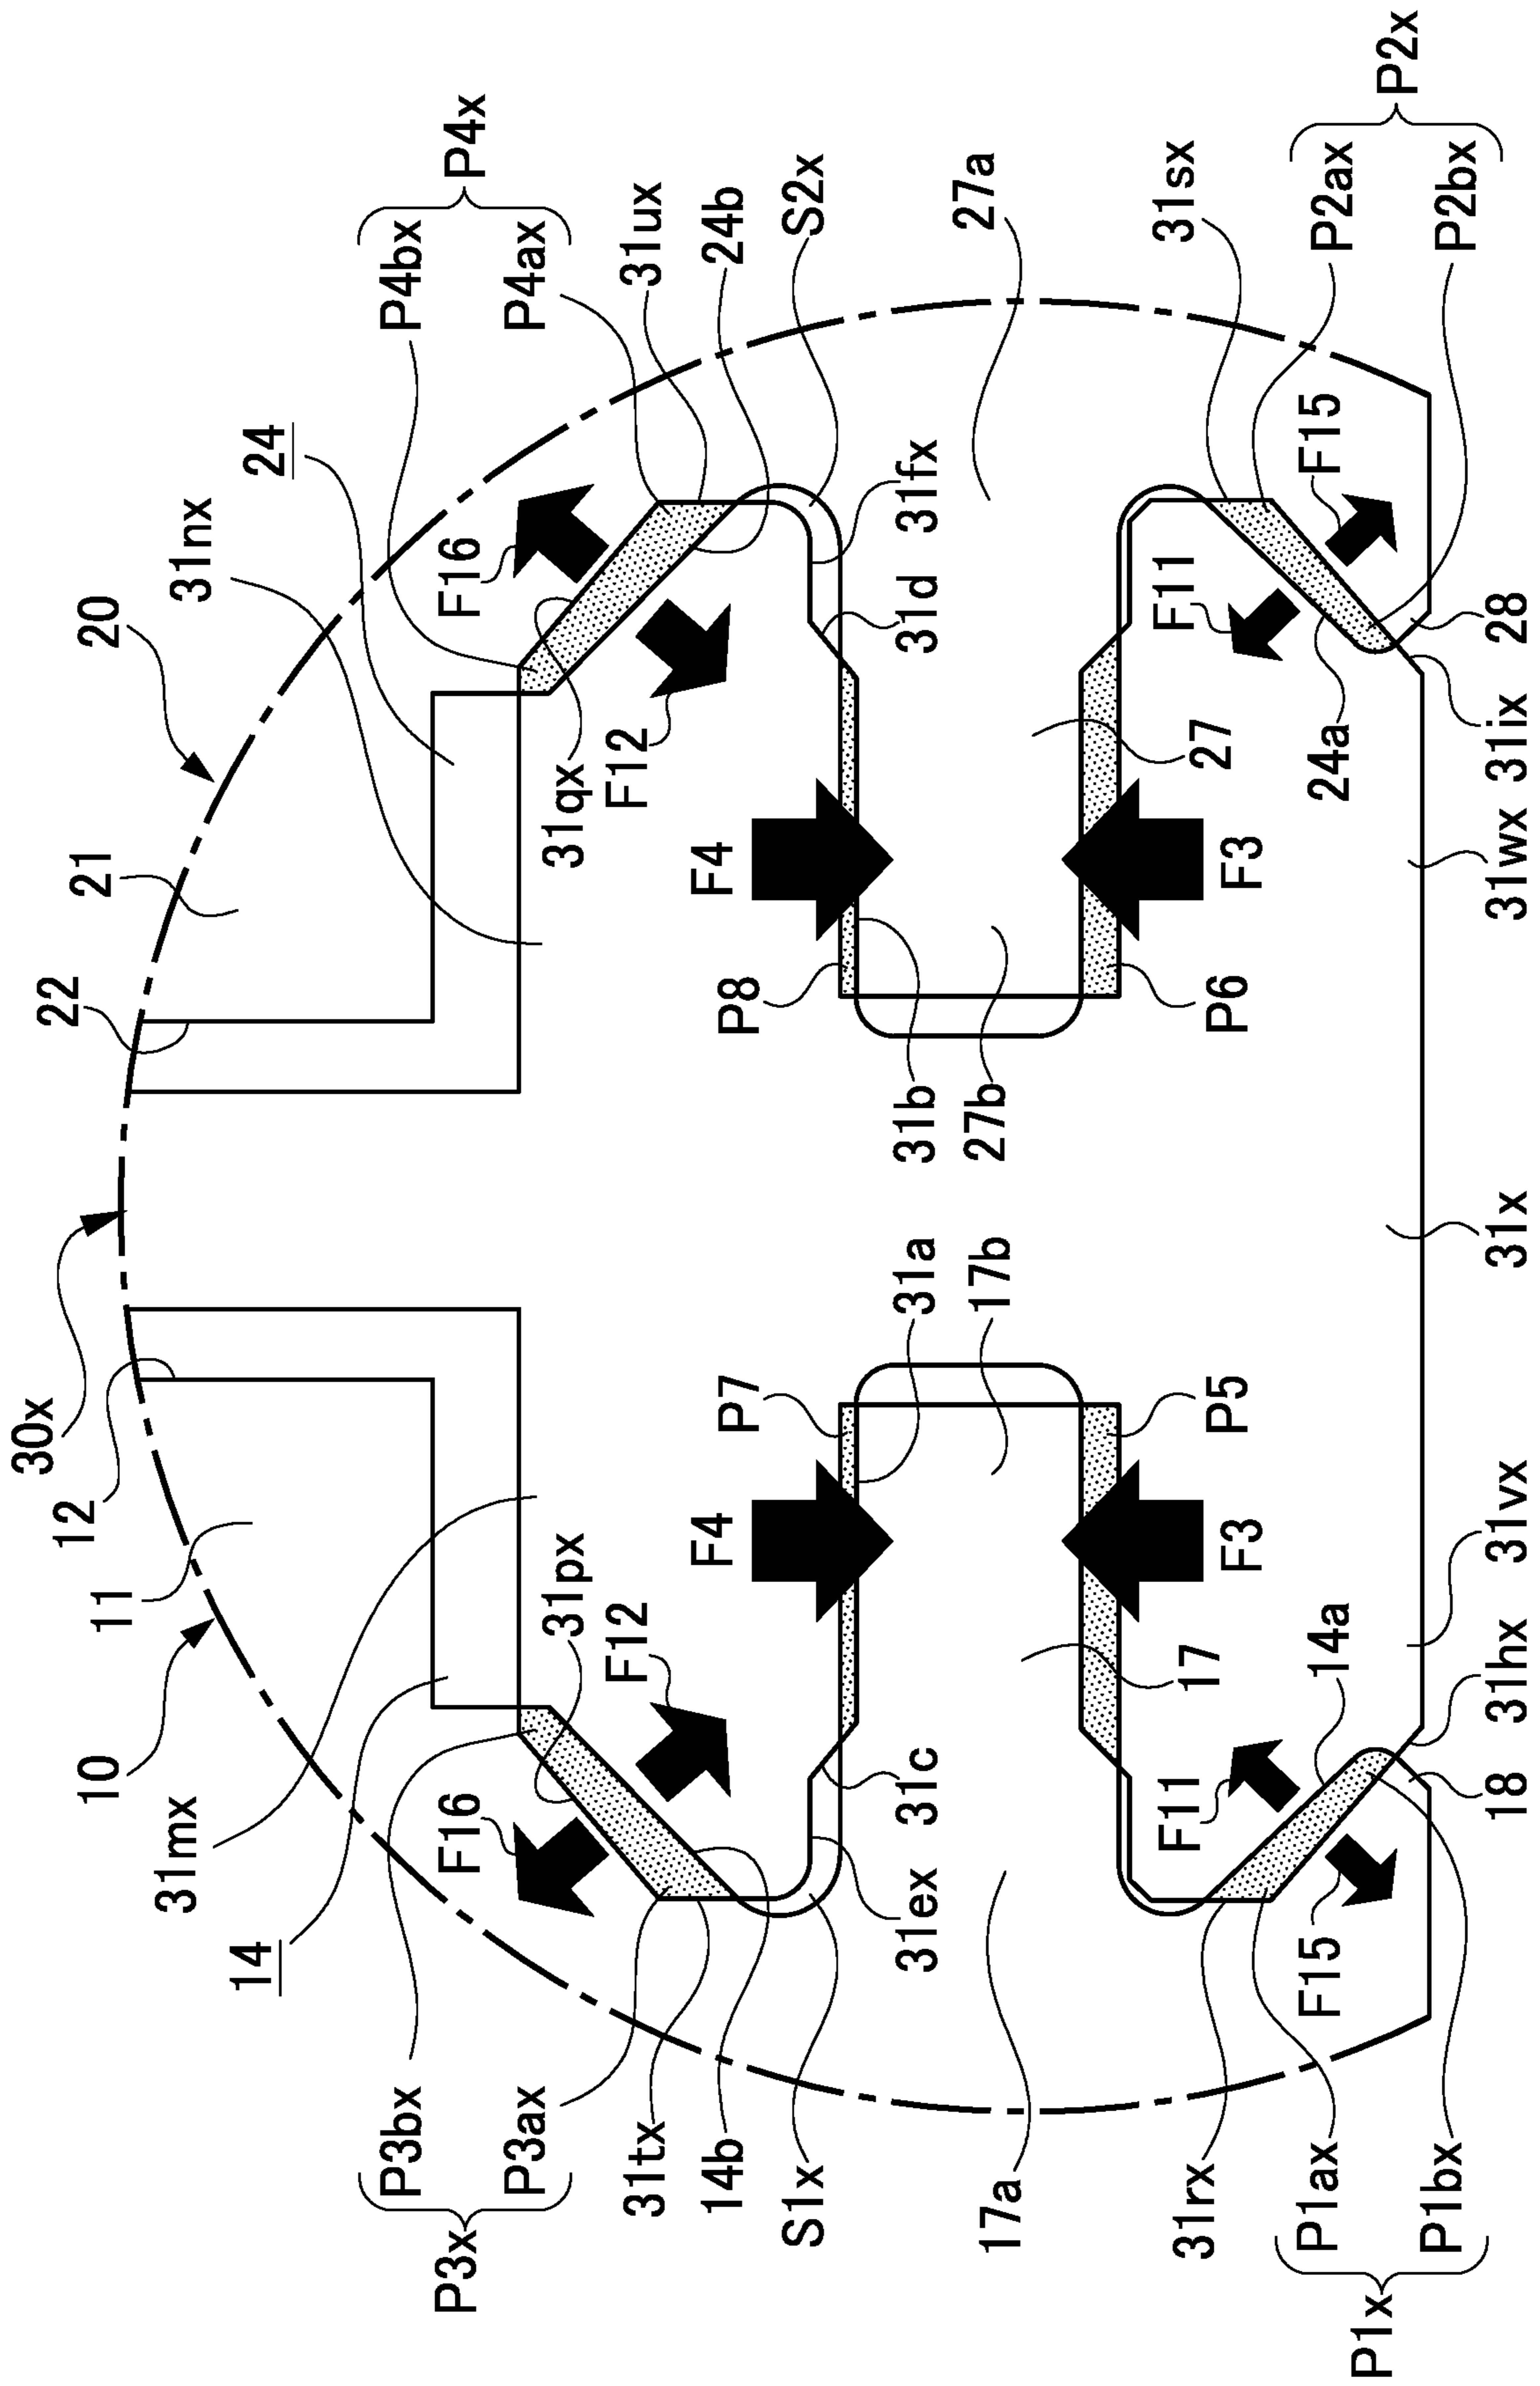 30x
10
11
12
22
21
20
14
31mx
31nx
24
P3x
P3bx
P3ax
F16
31px
F12
31qx
F12
F16
P4bx
P4ax
P4x
31tx
14b
S1x
F4
P7
P8
F4
31ux
24b
S2x
31ex
31c
31a
31b
31d
31fx
17a
17b
27b
27a
31rx
F11
17
P5
F3
P6
F3
27
F11
31sx
P1x
P1ax
P1bx
F15
14a
24a
F15
P2ax
P2bx
P2x
18
31hx
31vx
31x
31wx
31ix
28